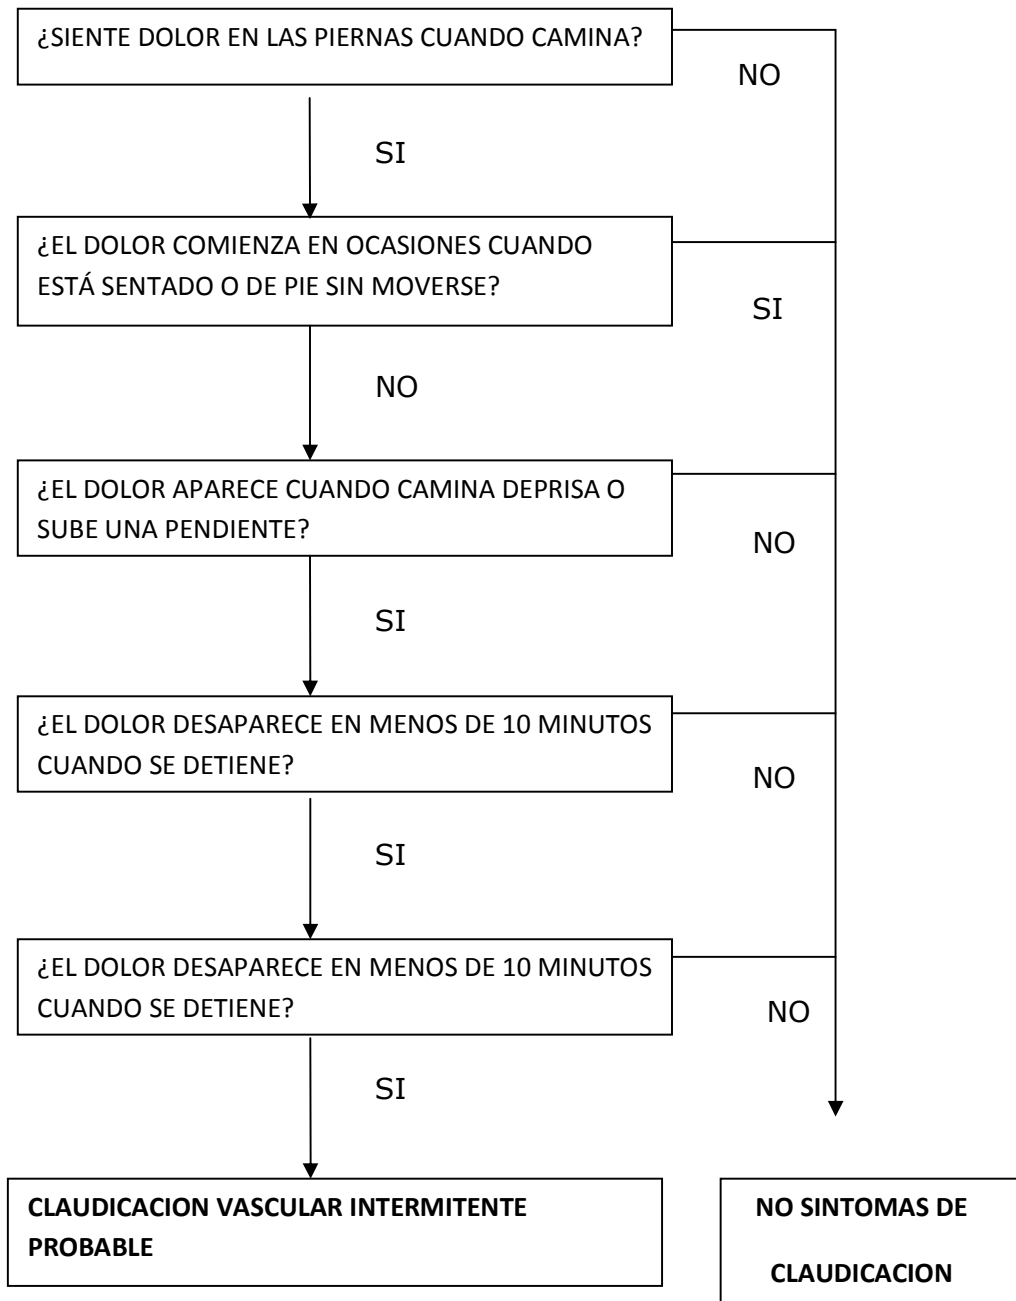 ¿SIENTE DOLOR EN LAS PIERNAS CUANDO CAMINA?
NO
SI
¿EL DOLOR COMIENZA EN OCASIONES CUANDO
ESTÁ SENTADO O DE PIE SIN MOVERSE?
SI
NO
¿EL DOLOR APARECE CUANDO CAMINA DEPRISA O
SUBE UNA PENDIENTE?
NO
SI
¿EL DOLOR DESAPARECE EN MENOS DE 10 MINUTOS
CUANDO SE DETIENE?
NO
SI
¿EL DOLOR DESAPARECE EN MENOS DE 10 MINUTOS
CUANDO SE DETIENE?
NO
SI
CLAUDICACION VASCULAR INTERMITENTE
PROBABLE
NO SINTOMAS DE
CLAUDICACION